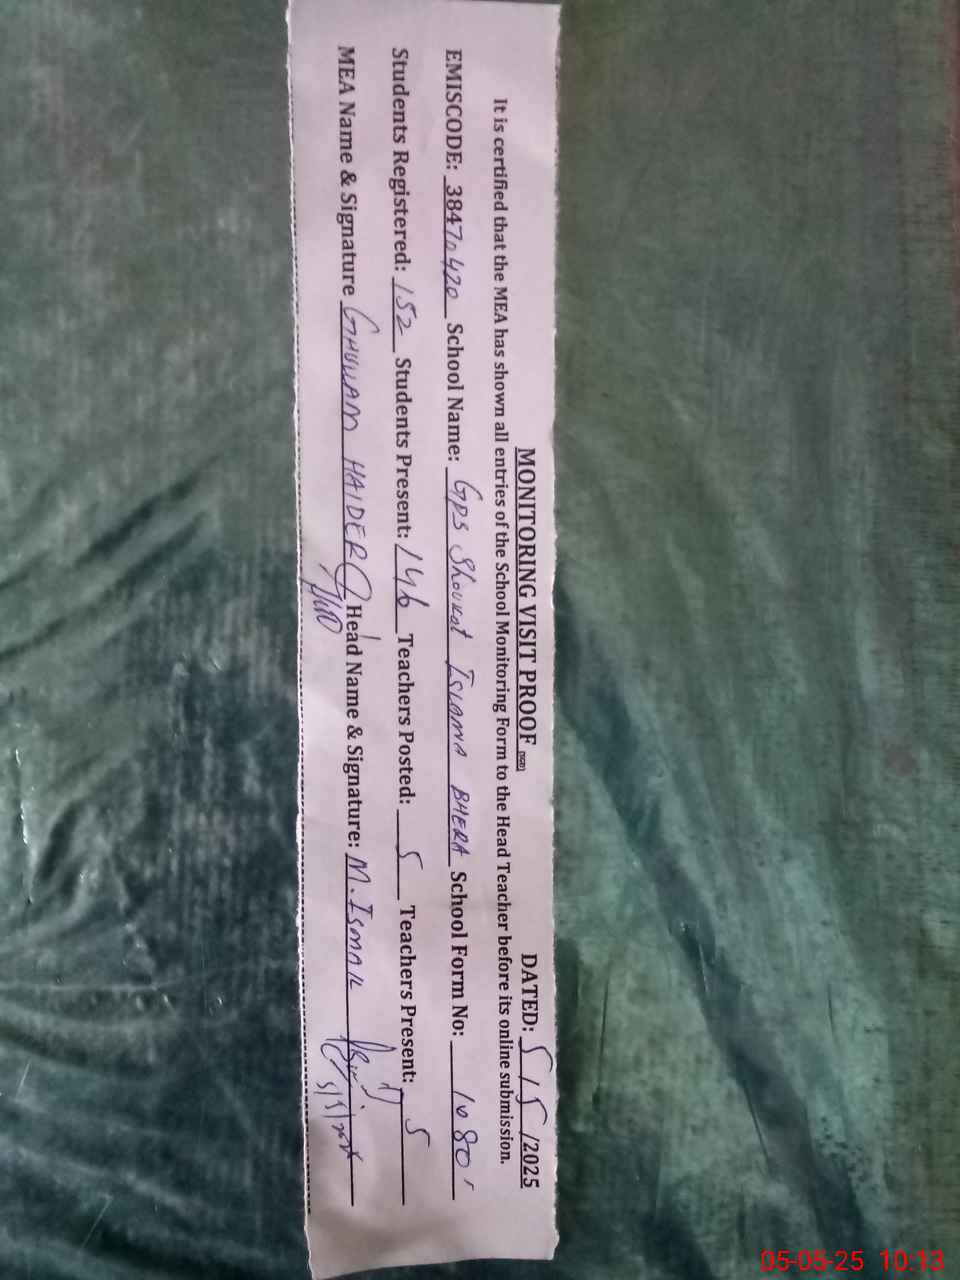 MONITORING VISIT PROOF DATED: 5/5/2025
It is certified that the MEA has shown all entries of the School Monitoring Form to the Head Teacher before its online submission.
EMISCODE: 38470420 School Name: GPS Shoukat ISLAMIA BHERA School Form No: 1080
Students Registered: 152 Students Present: 146 Teachers Posted: 5 Teachers Present: 5
MEA Name & Signature GHULAM HAIDER Head Name & Signature: M. ISMAIL
05-05-25 10:13